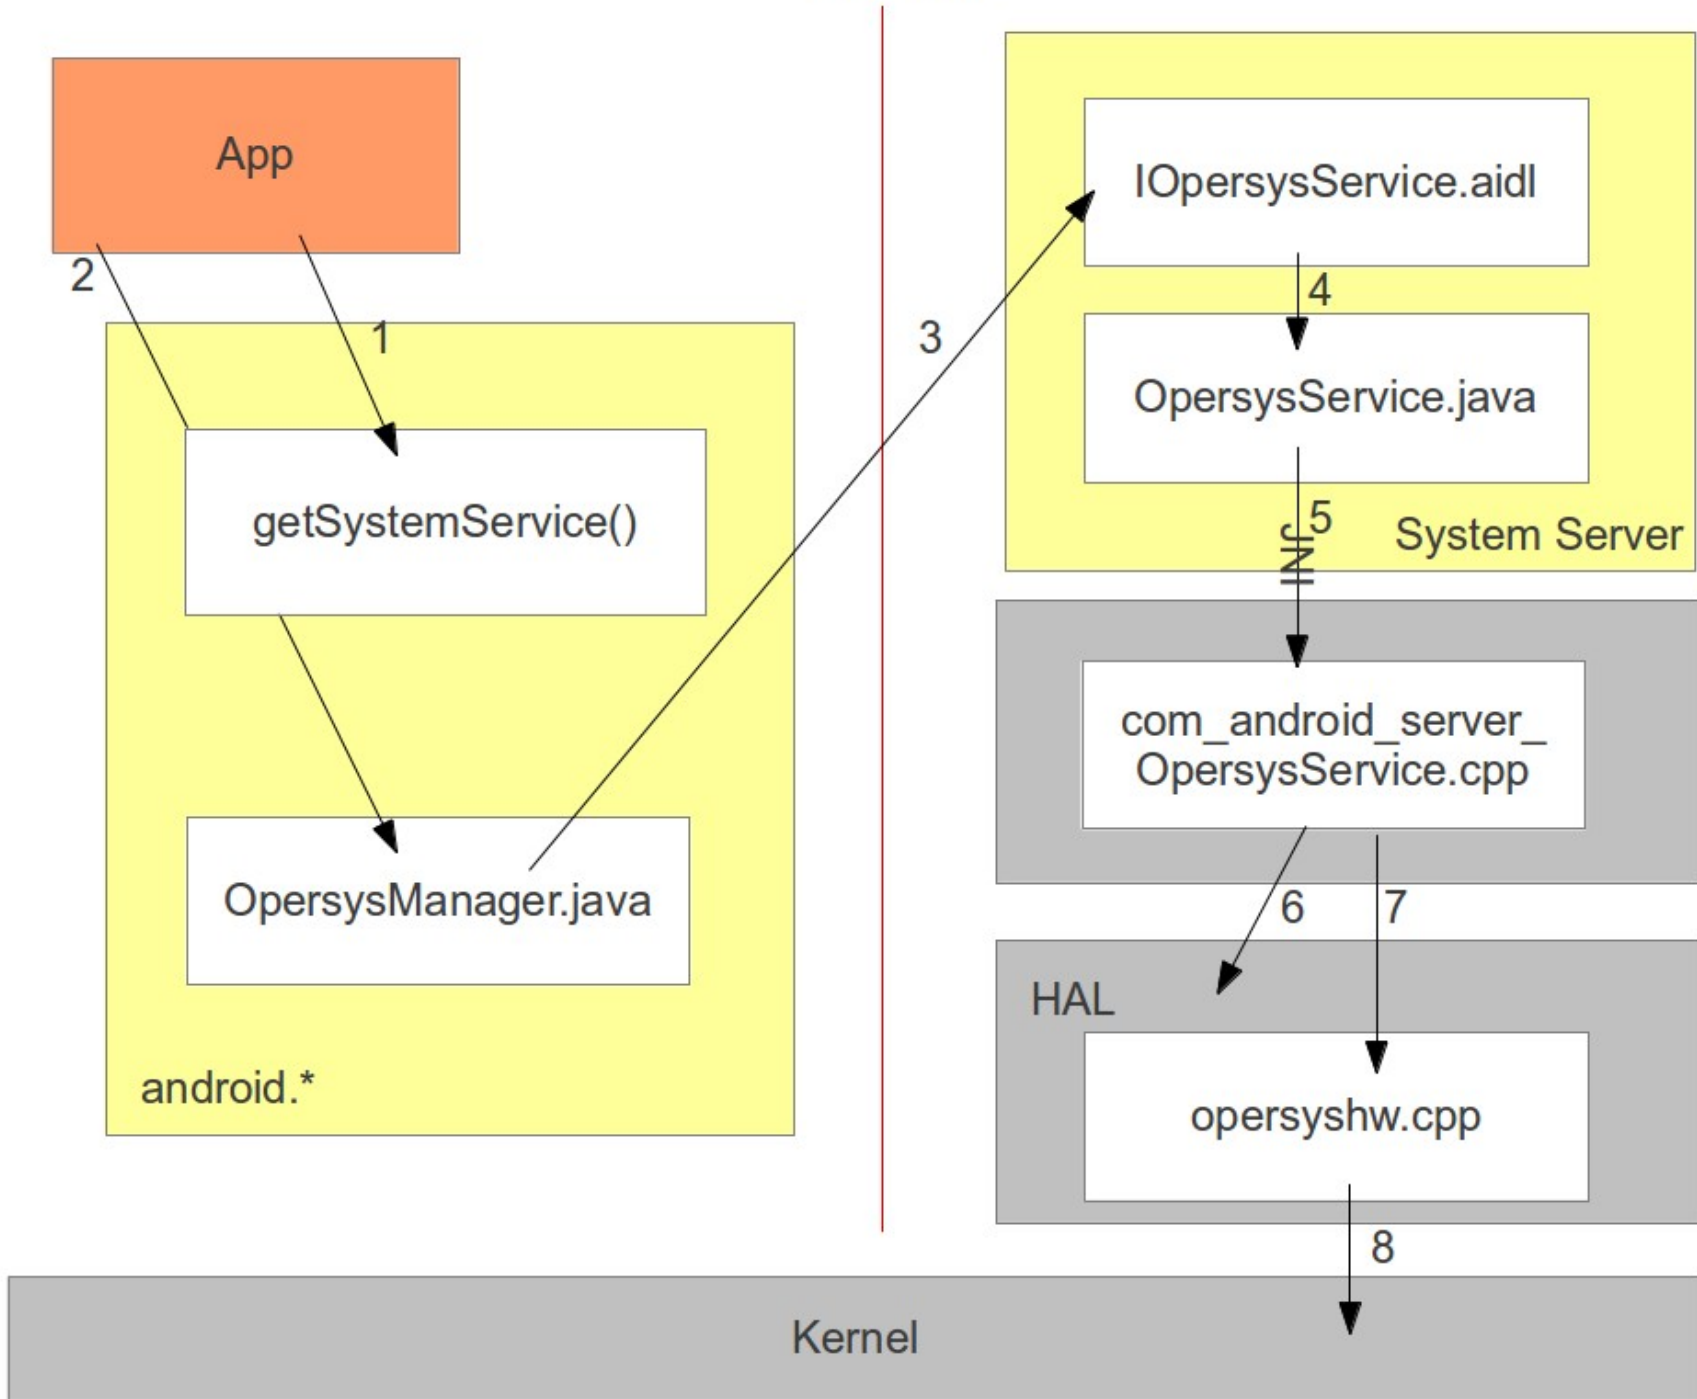 App
2
1
getSystemService()
OpersysManager.java
android.*
3
IOpersysService.aidl
4
OpersysService.java
5
JNI
System Server
com_android_server_
OpersysService.cpp
6
7
HAL
opersyshw.cpp
8
Kernel